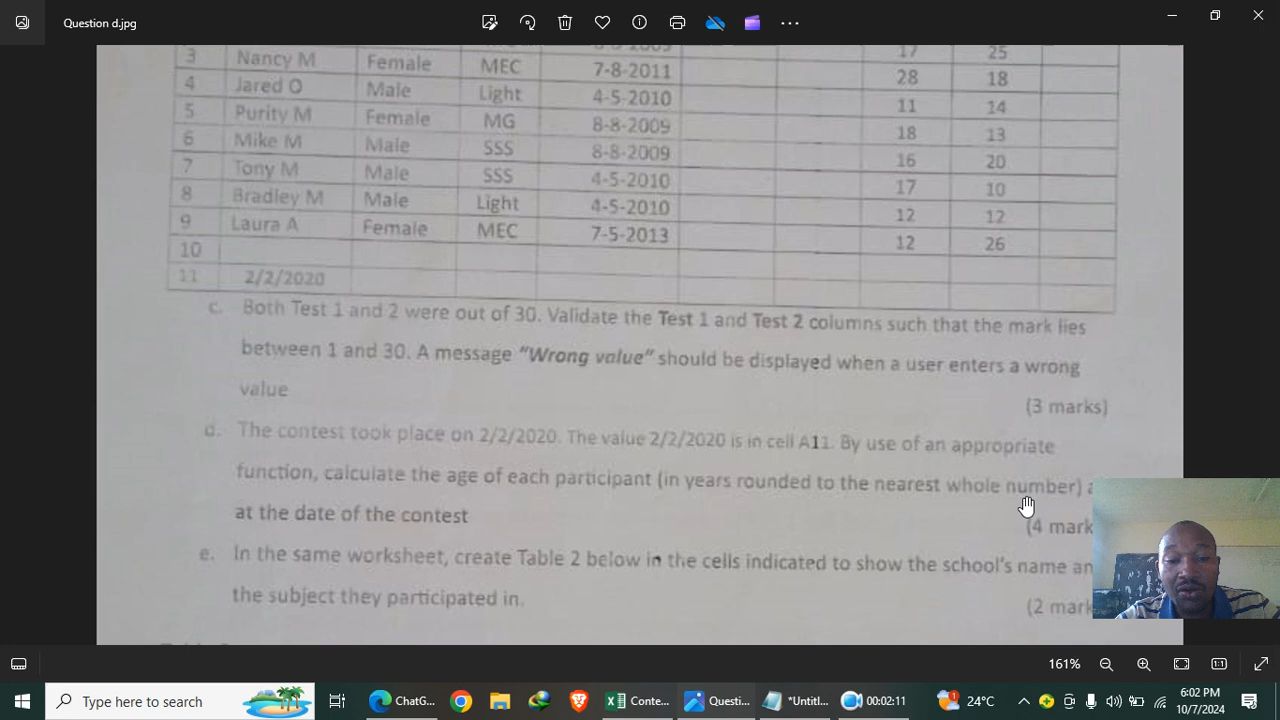 Question d.jpg
17 25
3 Nancy M Female MEC 7-8-2011 28 18
4 Jared O Male Light 4-5-2010 11 14
5 Purity M Female MG 8-8-2009 18 13
6 Mike M Male SSS 8-8-2009 16 20
7 Tony M Male SSS 4-5-2010 17 10
8 Bradley M Male Light 4-5-2010 12 12
9 Laura A Female MEC 7-5-2013 12 26
10
11 2/2/2020
c. Both Test 1 and 2 were out of 30. Validate the Test 1 and Test 2 columns such that the mark lies
between 1 and 30. A message "Wrong value" should be displayed when a user enters a wrong
value
(3 marks)
d. The contest took place on 2/2/2020. The value 2/2/2020 is in cell A11. By use of an appropriate
function, calculate the age of each participant (in years rounded to the nearest whole number)
at the date of the contest
(4 mark
e. In the same worksheet, create Table 2 below in the cells indicated to show the school's name an
the subject they participated in.
(2 mark
161%
Type here to search
ChatG...
Conte...
Questi...
*Untitl...
00:02:11
1
24°C
6:02 PM
10/7/2024